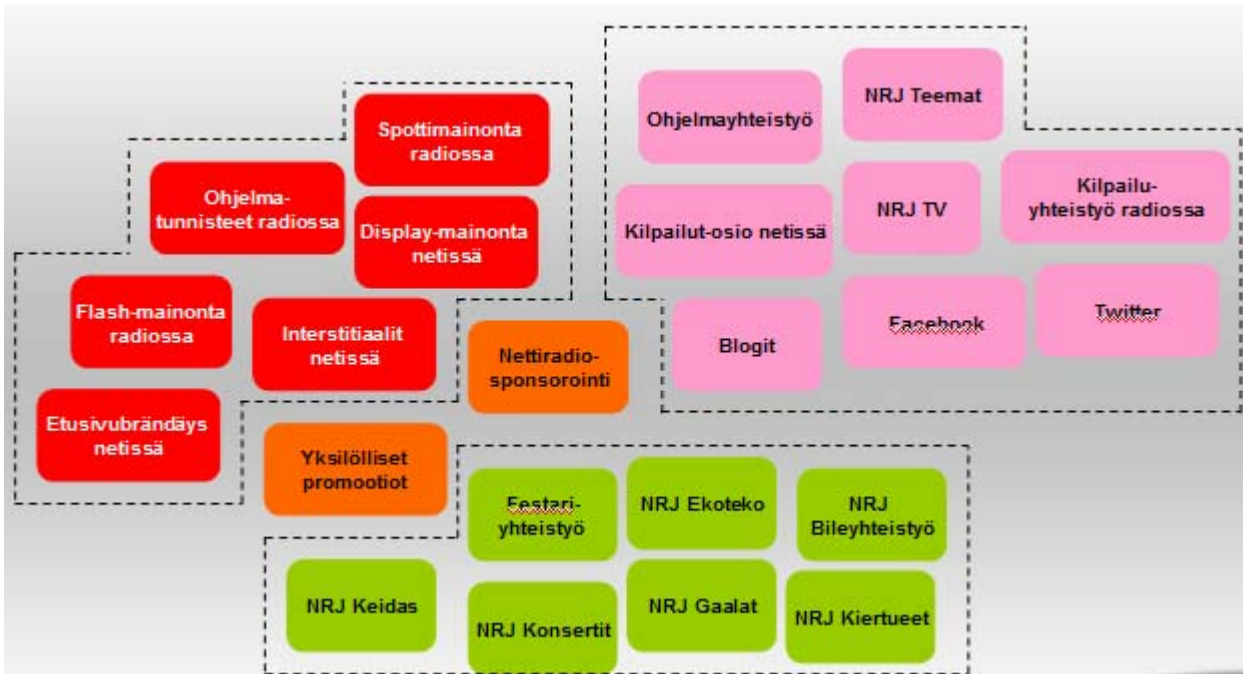 Spottimainonta
radiossa
Ohjelma-
tunnisteet radiossa
Display-mainonta
netissä
Flash-mainonta
radiossa
Interstitiaalit
netissä
Etusivubrändäys
netissä
Ohjelmayhteistyö
NRJ Teemat
Kilpailut-osio netissä
NRJ TV
Kilpailu-
yhteistyö radiossa
Blogit
Facebook
Twitter
Nettiradio-
sponsorointi
Yksilölliset
promootiot
Festari-
yhteistyö
NRJ Ekoteko
NRJ
Bileyhteistyö
NRJ Keidas
NRJ Konsertit
NRJ Gaalat
NRJ Kiertueet